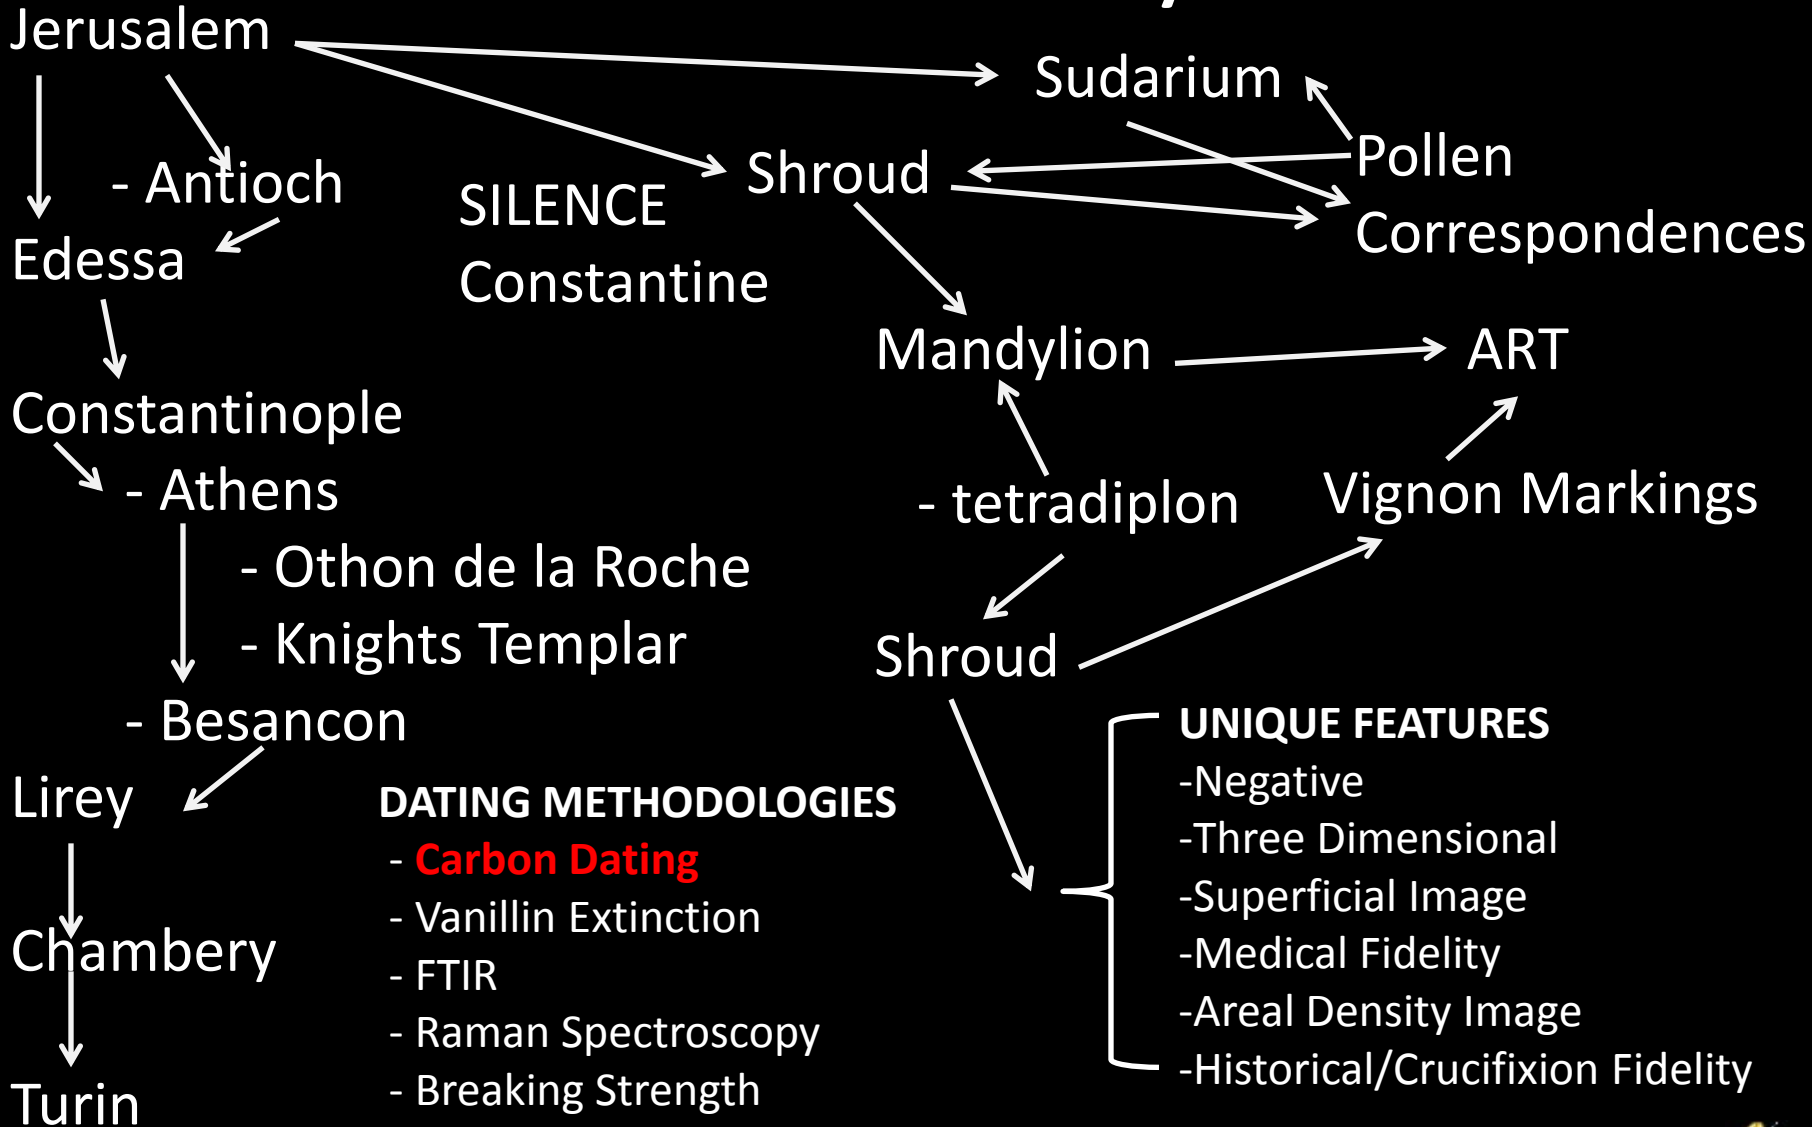 Jerusalem
- Antioch
Edessa
Constantinople
- Athens
- Othon de la Roche
- Knights Templar
- Besancon
Lirey
Chambery
Turin
SILENCE
Constantine
Sudarium
Shroud
Pollen
Correspondences
Mandylion
ART
- tetradiplon
Vignon Markings
Shroud
DATING METHODOLOGIES
- Carbon Dating
- Vanillin Extinction
- FTIR
- Raman Spectroscopy
- Breaking Strength
UNIQUE FEATURES
-Negative
-Three Dimensional
-Superficial Image
-Medical Fidelity
-Areal Density Image
-Historical/Crucifixion Fidelity